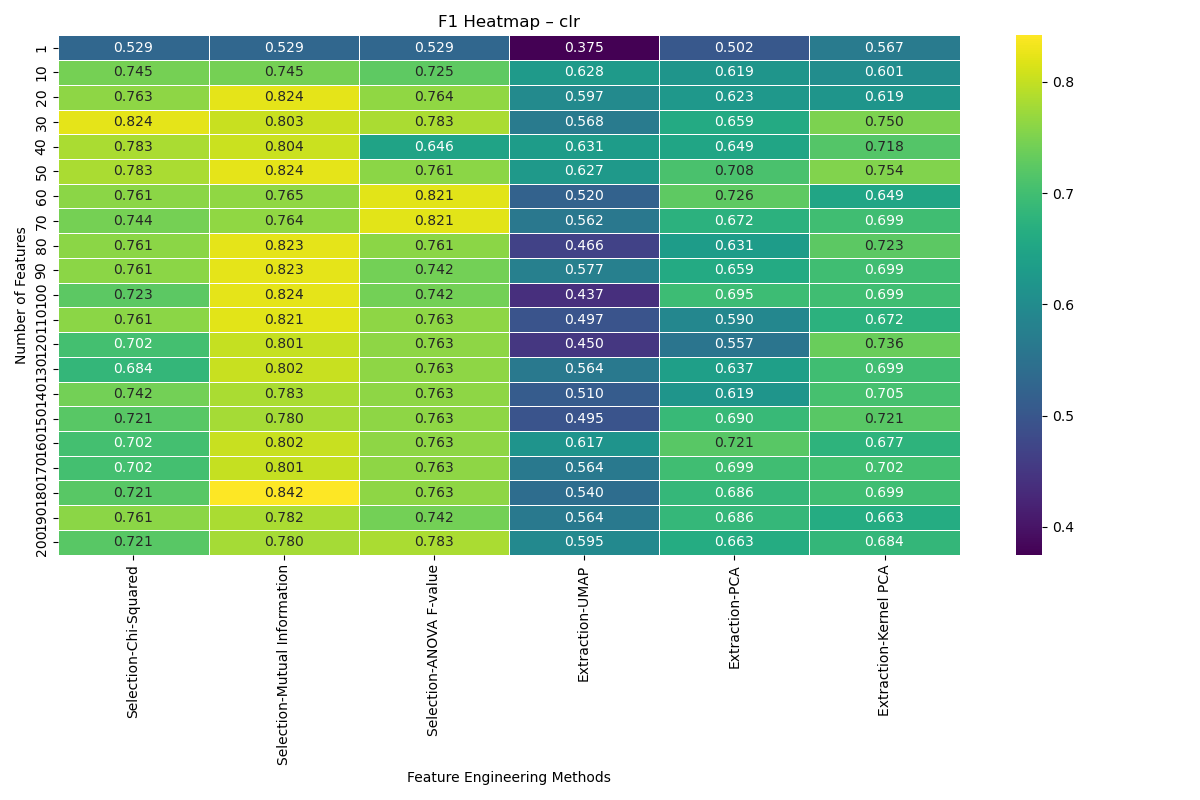 F1 Heatmap – clr
Number of Features
1 0.529 0.529 0.529 0.375 0.502 0.567
10 0.745 0.745 0.725 0.628 0.619 0.601
20 0.763 0.824 0.764 0.597 0.623 0.619
30 0.824 0.803 0.783 0.568 0.659 0.750
40 0.783 0.804 0.646 0.631 0.649 0.718
50 0.783 0.824 0.761 0.627 0.708 0.754
60 0.761 0.765 0.821 0.520 0.726 0.649
70 0.744 0.764 0.821 0.562 0.672 0.699
80 0.761 0.823 0.761 0.466 0.631 0.723
90 0.761 0.823 0.742 0.577 0.659 0.699
100 0.723 0.824 0.742 0.437 0.695 0.699
110 0.761 0.821 0.763 0.497 0.590 0.672
120 0.702 0.801 0.763 0.450 0.557 0.736
130 0.684 0.802 0.763 0.564 0.637 0.699
140 0.742 0.783 0.763 0.510 0.619 0.705
150 0.721 0.780 0.763 0.495 0.690 0.721
160 0.702 0.802 0.763 0.617 0.721 0.677
170 0.702 0.801 0.763 0.564 0.699 0.702
180 0.721 0.842 0.763 0.540 0.686 0.699
190 0.761 0.782 0.742 0.564 0.686 0.663
200 0.721 0.780 0.783 0.595 0.663 0.684
Selection-Chi-Squared
Selection-Mutual Information
Selection-ANOVA F-value
Extraction-UMAP
Extraction-PCA
Extraction-Kernel PCA
Feature Engineering Methods
0.8
0.7
0.6
0.5
0.4